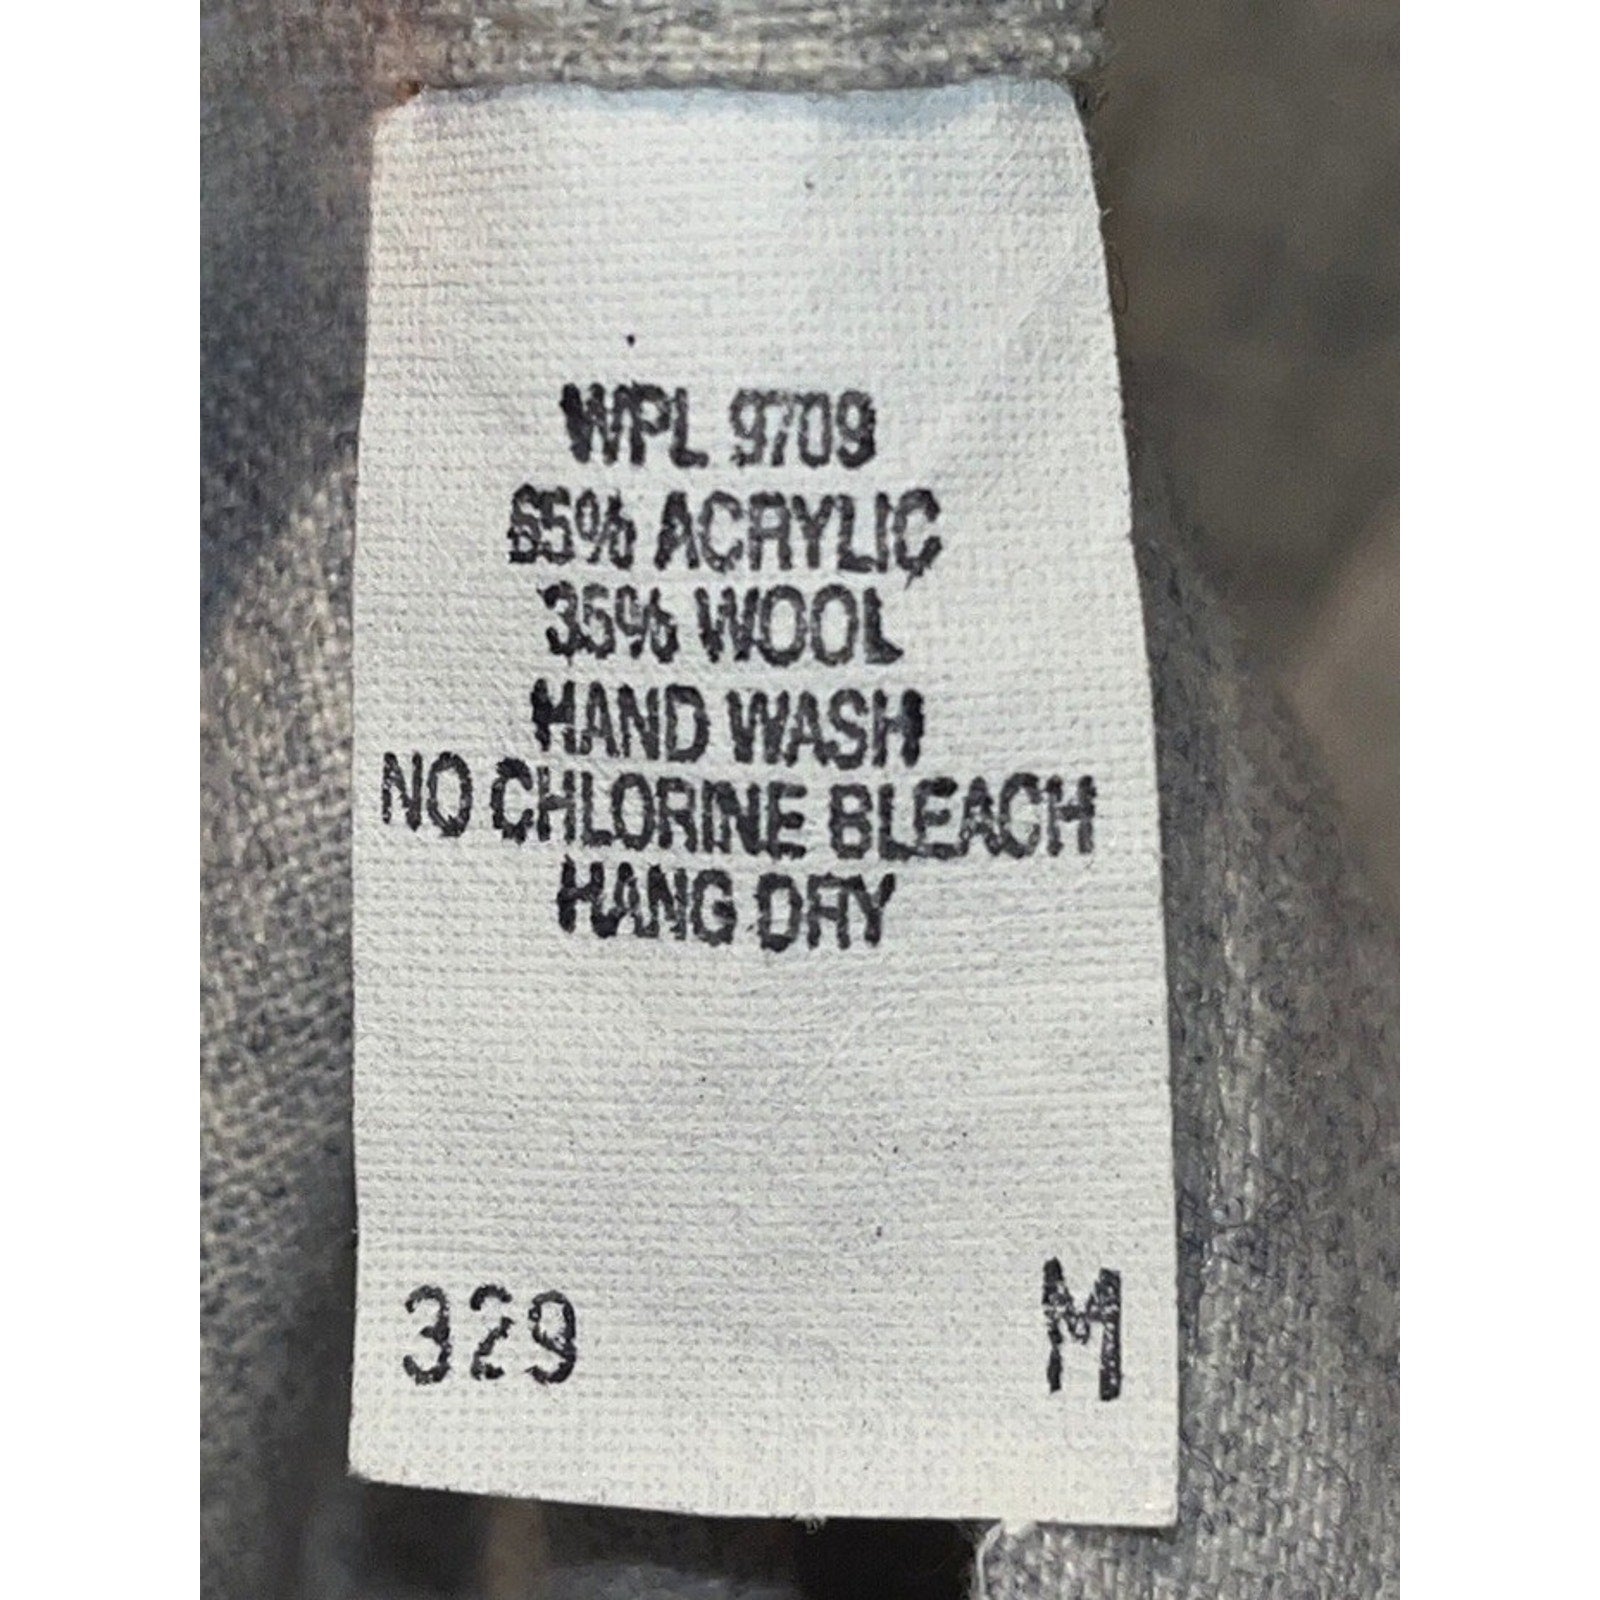 WPL 9709
65% ACRYLIC
35% WOOL
HAND WASH
NO CHLORINE BLEACH
HANG DRY
329 M